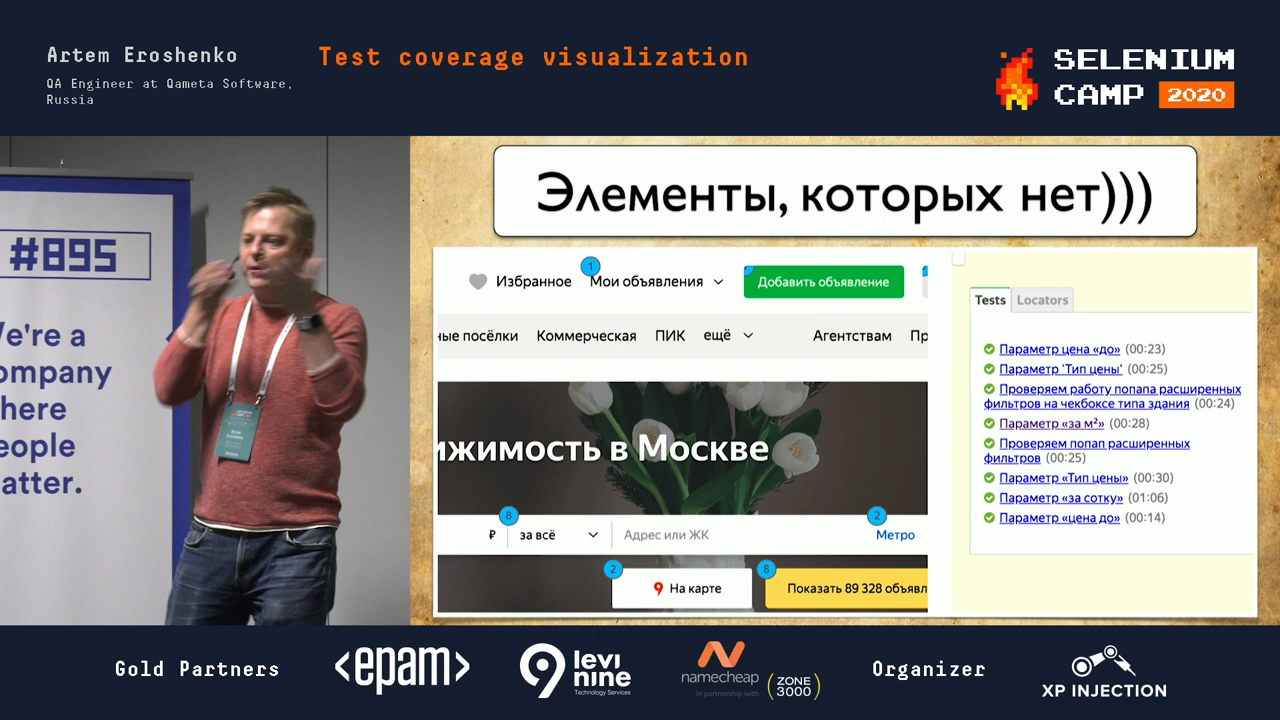 Artem Eroshenko
QA Engineer at Qameta Software,
Russia
Test coverage visualization
SELENIUM
CAMP 2020
#895
We're a
ompany
here
eople
atter.
Элементы, которых нет)))
Избранное
1
Мои объявления
Добавить объявление
ные посёлки
Коммерческая
ПИК
ещё
Агентствам
Пр
ижимость в Москве
8
2
₽
за всё
Адрес или ЖК
Метро
2
На карте
8
Показать 89 328 объявл
Tests
Locators
Параметр цена «до» (00:23)
Параметр 'Тип цены' (00:25)
Проверяем работу попапа расширенных
фильтров на чекбоксе типа здания (00:24)
Параметр «за м²» (00:28)
Проверяем попап расширенных
фильтров (00:25)
Параметр «Тип цены» (00:30)
Параметр «за сотку» (01:06)
Параметр «цена до» (00:14)
Gold Partners
<epam>
9 levi
nine
Technology Services
namecheap
in partnership with
ZONE
3000
Organizer
XP INJECTION